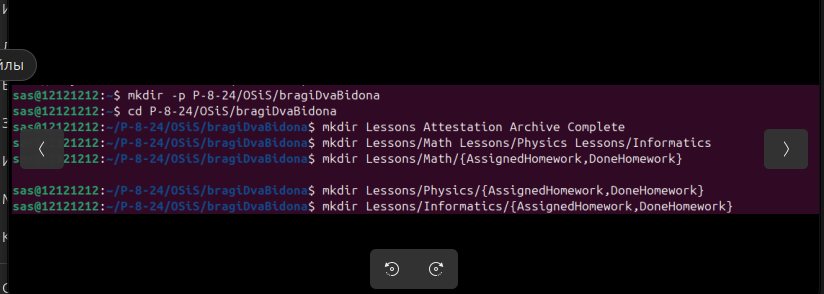 йлы
sas@12121212:~$ mkdir -p P-8-24/OSiS/bragiDvaBidona
sas@12121212:~$ cd P-8-24/OSiS/bragiDvaBidona
sas@12121212:~/P-8-24/OSiS/bragiDvaBidona$ mkdir Lessons Attestation Archive Complete
sas@12121212:~/P-8-24/OSiS/bragiDvaBidona$ mkdir Lessons/Math Lessons/Physics Lessons/Informatics
sas@12121212:~/P-8-24/OSiS/bragiDvaBidona$ mkdir Lessons/Math/{AssignedHomework,DoneHomework}
sas@12121212:~/P-8-24/OSiS/bragiDvaBidona$ mkdir Lessons/Physics/{AssignedHomework,DoneHomework}
sas@12121212:~/P-8-24/OSiS/bragiDvaBidona$ mkdir Lessons/Informatics/{AssignedHomework,DoneHomework}